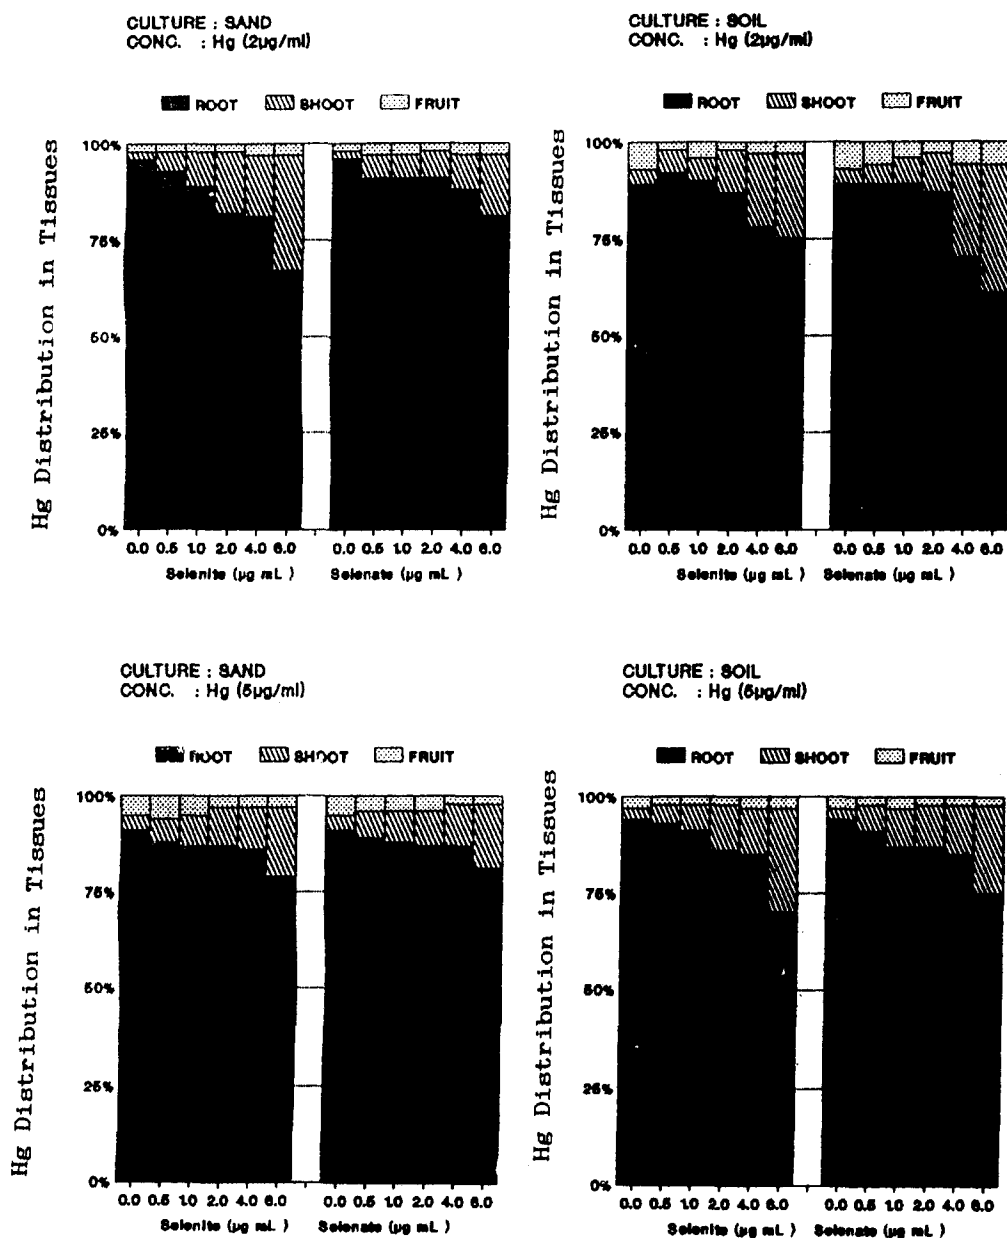 CULTURE : SAND
CONC. : Hg (2µg/ml)
ROOT SHOOT FRUIT
Hg Distribution in Tissues
100%
75%
50%
25%
0%
0.0 0.5 1.0 2.0 4.0 6.0 0.0 0.5 1.0 2.0 4.0 6.0
Selenite (µg mL ) Selenate (µg mL )
CULTURE : SOIL
CONC. : Hg (2µg/ml)
ROOT SHOOT FRUIT
Hg Distribution in Tissues
100%
75%
50%
25%
0%
0.0 0.5 1.0 2.0 4.0 6.0 0.0 0.5 1.0 2.0 4.0 6.0
Selenite (µg mL ) Selenate (µg mL )
CULTURE : SAND
CONC. : Hg (5µg/ml)
ROOT SHOOT FRUIT
Hg Distribution in Tissues
100%
75%
50%
25%
0%
0.0 0.5 1.0 2.0 4.0 6.0 0.0 0.5 1.0 2.0 4.0 6.0
Selenite (µg mL ) Selenate (µg mL )
CULTURE : SOIL
CONC. : Hg (5µg/ml)
ROOT SHOOT FRUIT
Hg Distribution in Tissues
100%
75%
50%
25%
0%
0.0 0.5 1.0 2.0 4.0 6.0 0.0 0.5 1.0 2.0 4.0 6.0
Selenite (µg mL ) Selenate (µg mL )